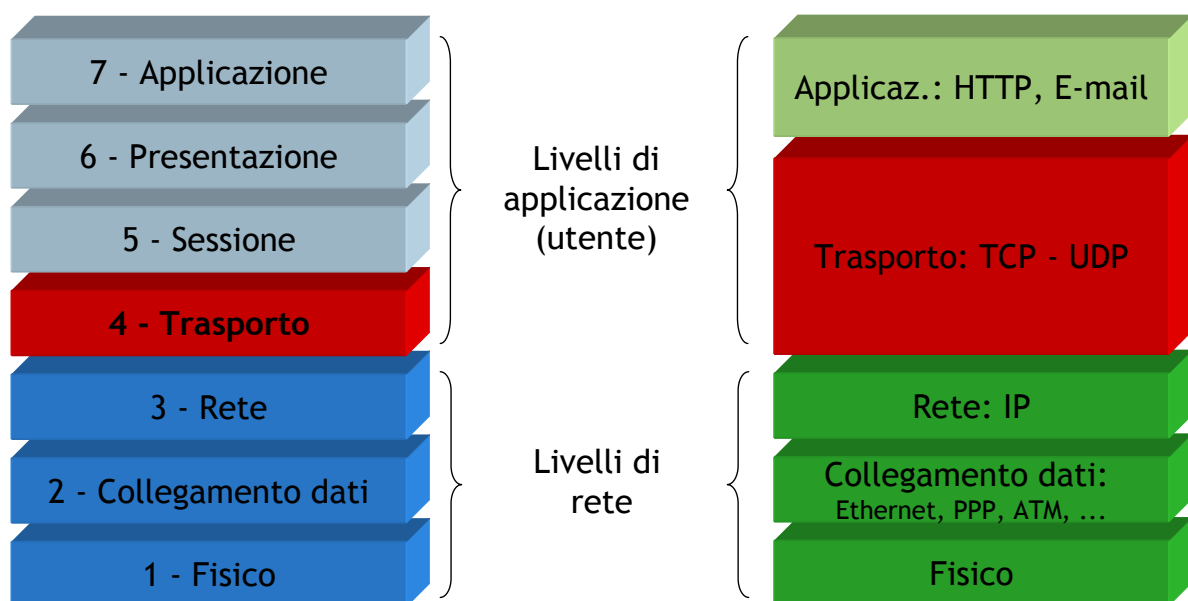 7 - Applicazione
6 - Presentazione
5 - Sessione
4 - Trasporto
3 - Rete
2 - Collegamento dati
1 - Fisico
Livelli di
applicazione
(utente)
Livelli di
rete
Applicaz.: HTTP, E-mail
Trasporto: TCP - UDP
Rete: IP
Collegamento dati:
Ethernet, PPP, ATM, ...
Fisico